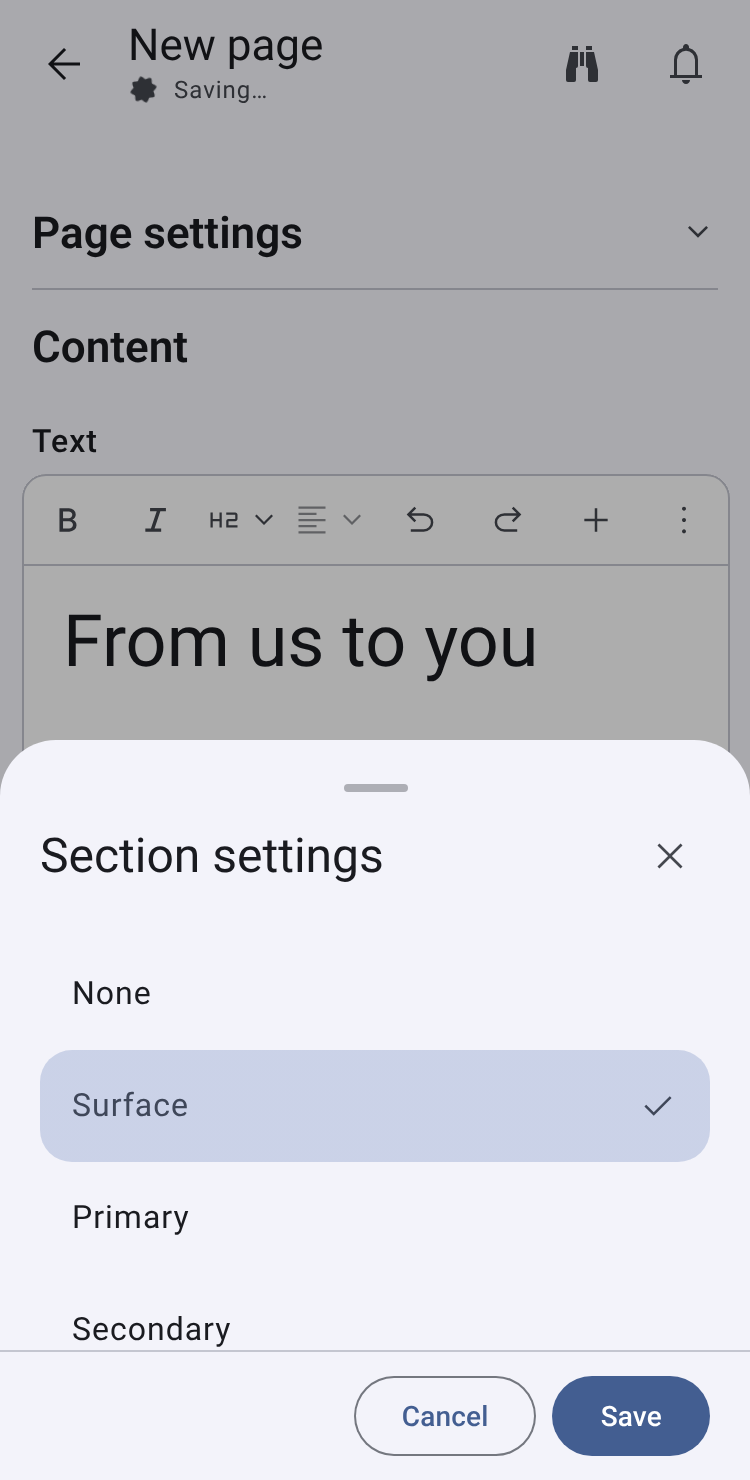 New page
Saving…
Page settings
Content
Text
B I H2
From us to you
Section settings
None
Surface
Primary
Secondary
Cancel Save